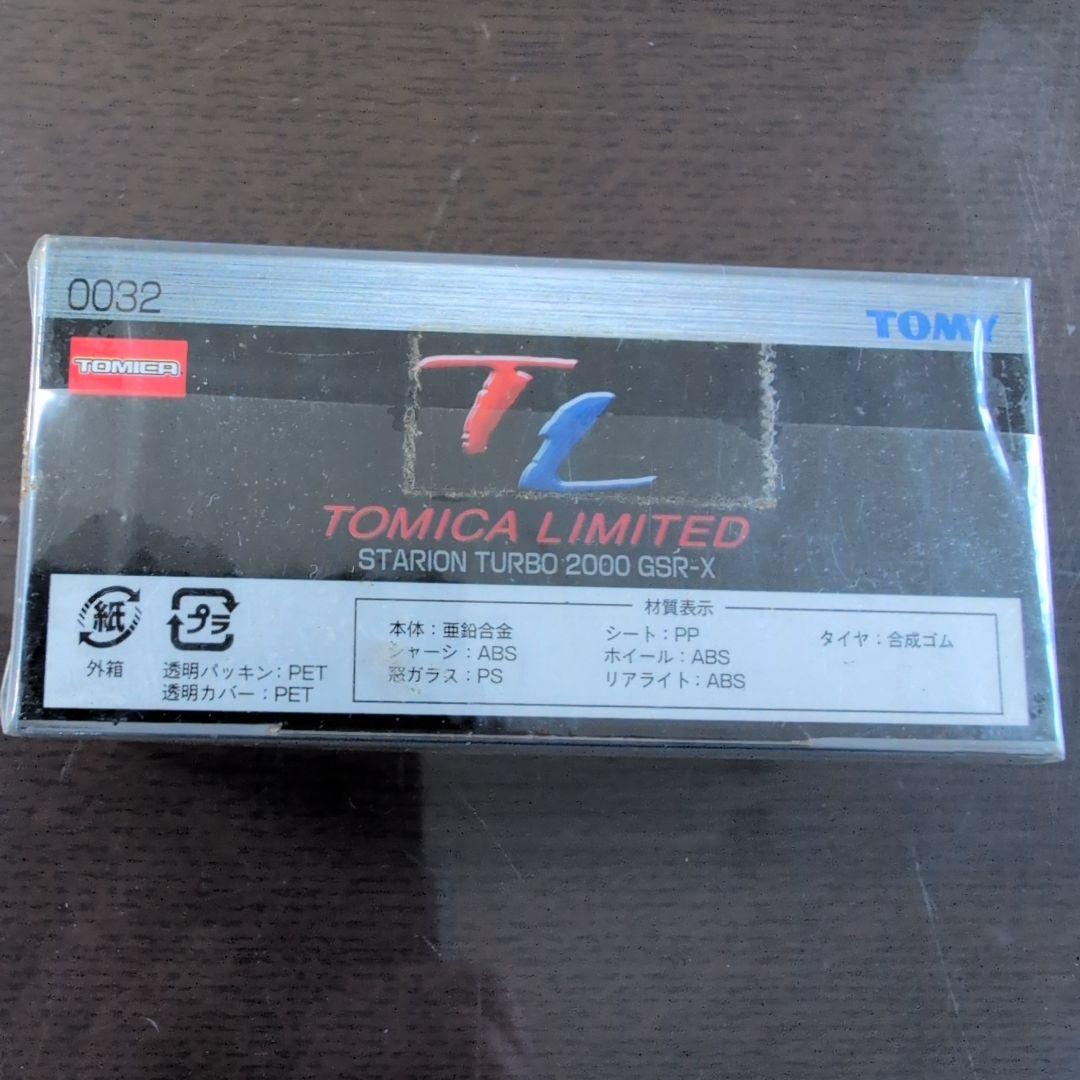 0032
TOMY
TOMICA
TL
TOMICA LIMITED
STARION TURBO 2000 GSR-X
紙
外箱
プラ
透明パッキン:PET
透明カバー:PET
材質表示
本体:亜鉛合金
シャーシ:ABS
窓ガラス:PS
シート:PP
ホイール:ABS
リアライト:ABS
タイヤ:合成ゴム